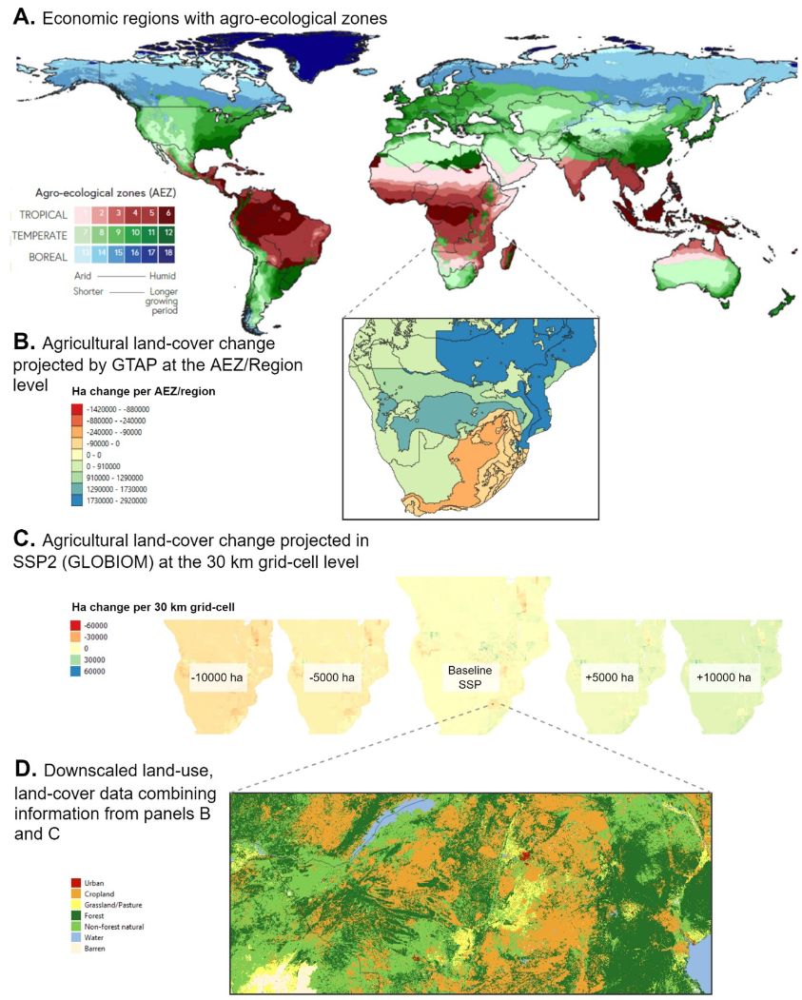 A. Economic regions with agro-ecological zones
Agro-ecological zones (AEZ)
TROPICAL 1 2 3 4 5 6
TEMPERATE 7 8 9 10 11 12
BOREAL 13 14 15 16 17 18
Arid Humid
Shorter Longer
growing
period
B. Agricultural land-cover change
projected by GTAP at the AEZ/Region
level
Ha change per AEZ/region
-1420000 - -880000
-880000 - -240000
-240000 - -90000
-90000 - 0
0 - 0
0 - 910000
910000 - 1290000
1290000 - 1730000
1730000 - 2920000
C. Agricultural land-cover change projected in
SSP2 (GLOBIOM) at the 30 km grid-cell level
Ha change per 30 km grid-cell
-60000
-30000
0
30000
60000
-10000 ha
-5000 ha
Baseline
SSP
+5000 ha
+10000 ha
D. Downscaled land-use,
land-cover data combining
information from panels B
and C
Urban
Cropland
Grassland/Pasture
Forest
Non-forest natural
Water
Barren